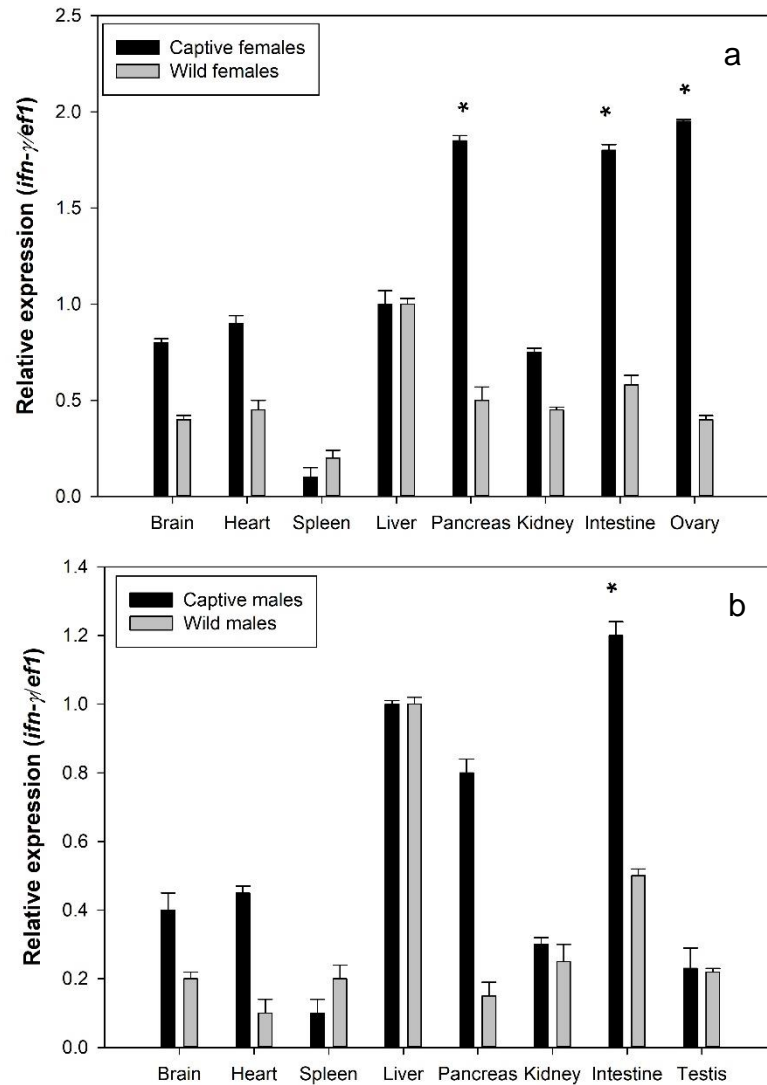 2.5
Captive females
Wild females
a
*
*
*
2.0
1.5
1.0
0.5
0.0
Relative expression (ifn-γ/ef1)
Brain Heart Spleen Liver Pancreas Kidney Intestine Ovary
1.4
Captive males
Wild males
b
*
1.2
1.0
0.8
0.6
0.4
0.2
0.0
Relative expression (ifn-γ/ef1)
Brain Heart Spleen Liver Pancreas Kidney Intestine Testis